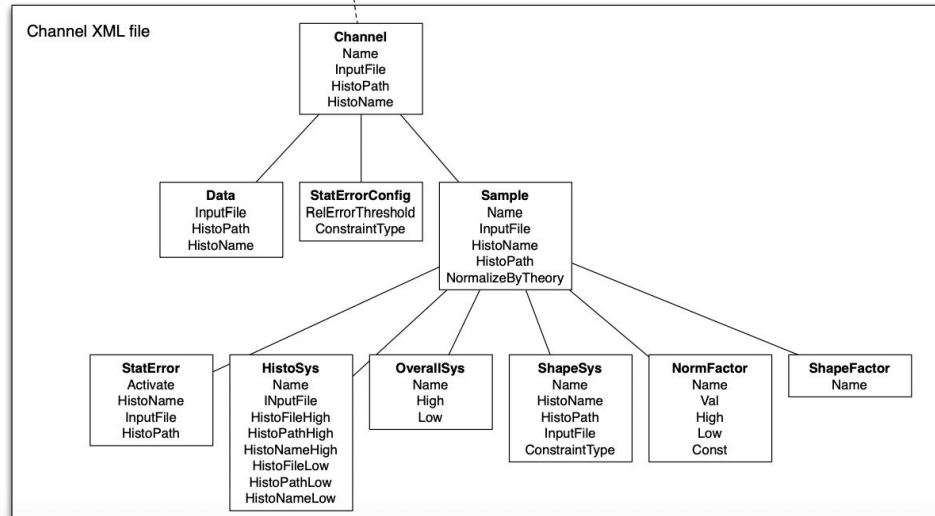 Channel XML file
Channel
Name
InputFile
HistoPath
HistoName
Data
InputFile
HistoPath
HistoName
StatErrorConfig
RelErrorThreshold
ConstraintType
Sample
Name
InputFile
HistoName
HistoPath
NormalizeByTheory
StatError
Activate
HistoName
InputFile
HistoPath
HistoSys
Name
INputFile
HistoFileHigh
HistoPathHigh
HistoNameHigh
HistoFileLow
HistoPathLow
HistoNameLow
OverallSys
Name
High
Low
ShapeSys
Name
HistoName
HistoPath
InputFile
ConstraintType
NormFactor
Name
Val
High
Low
Const
ShapeFactor
Name